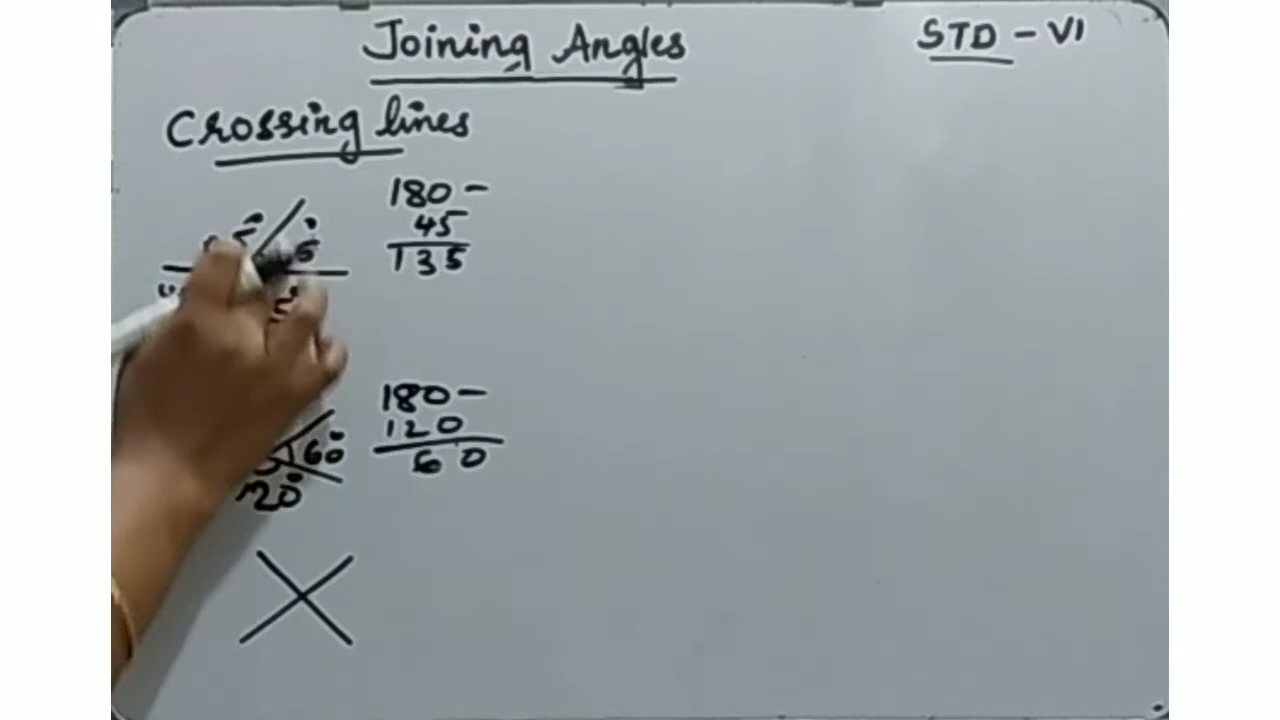 Joining Angles
STD - VI
Crossing lines
180 -
45
135
180 -
120
60
60°
120°